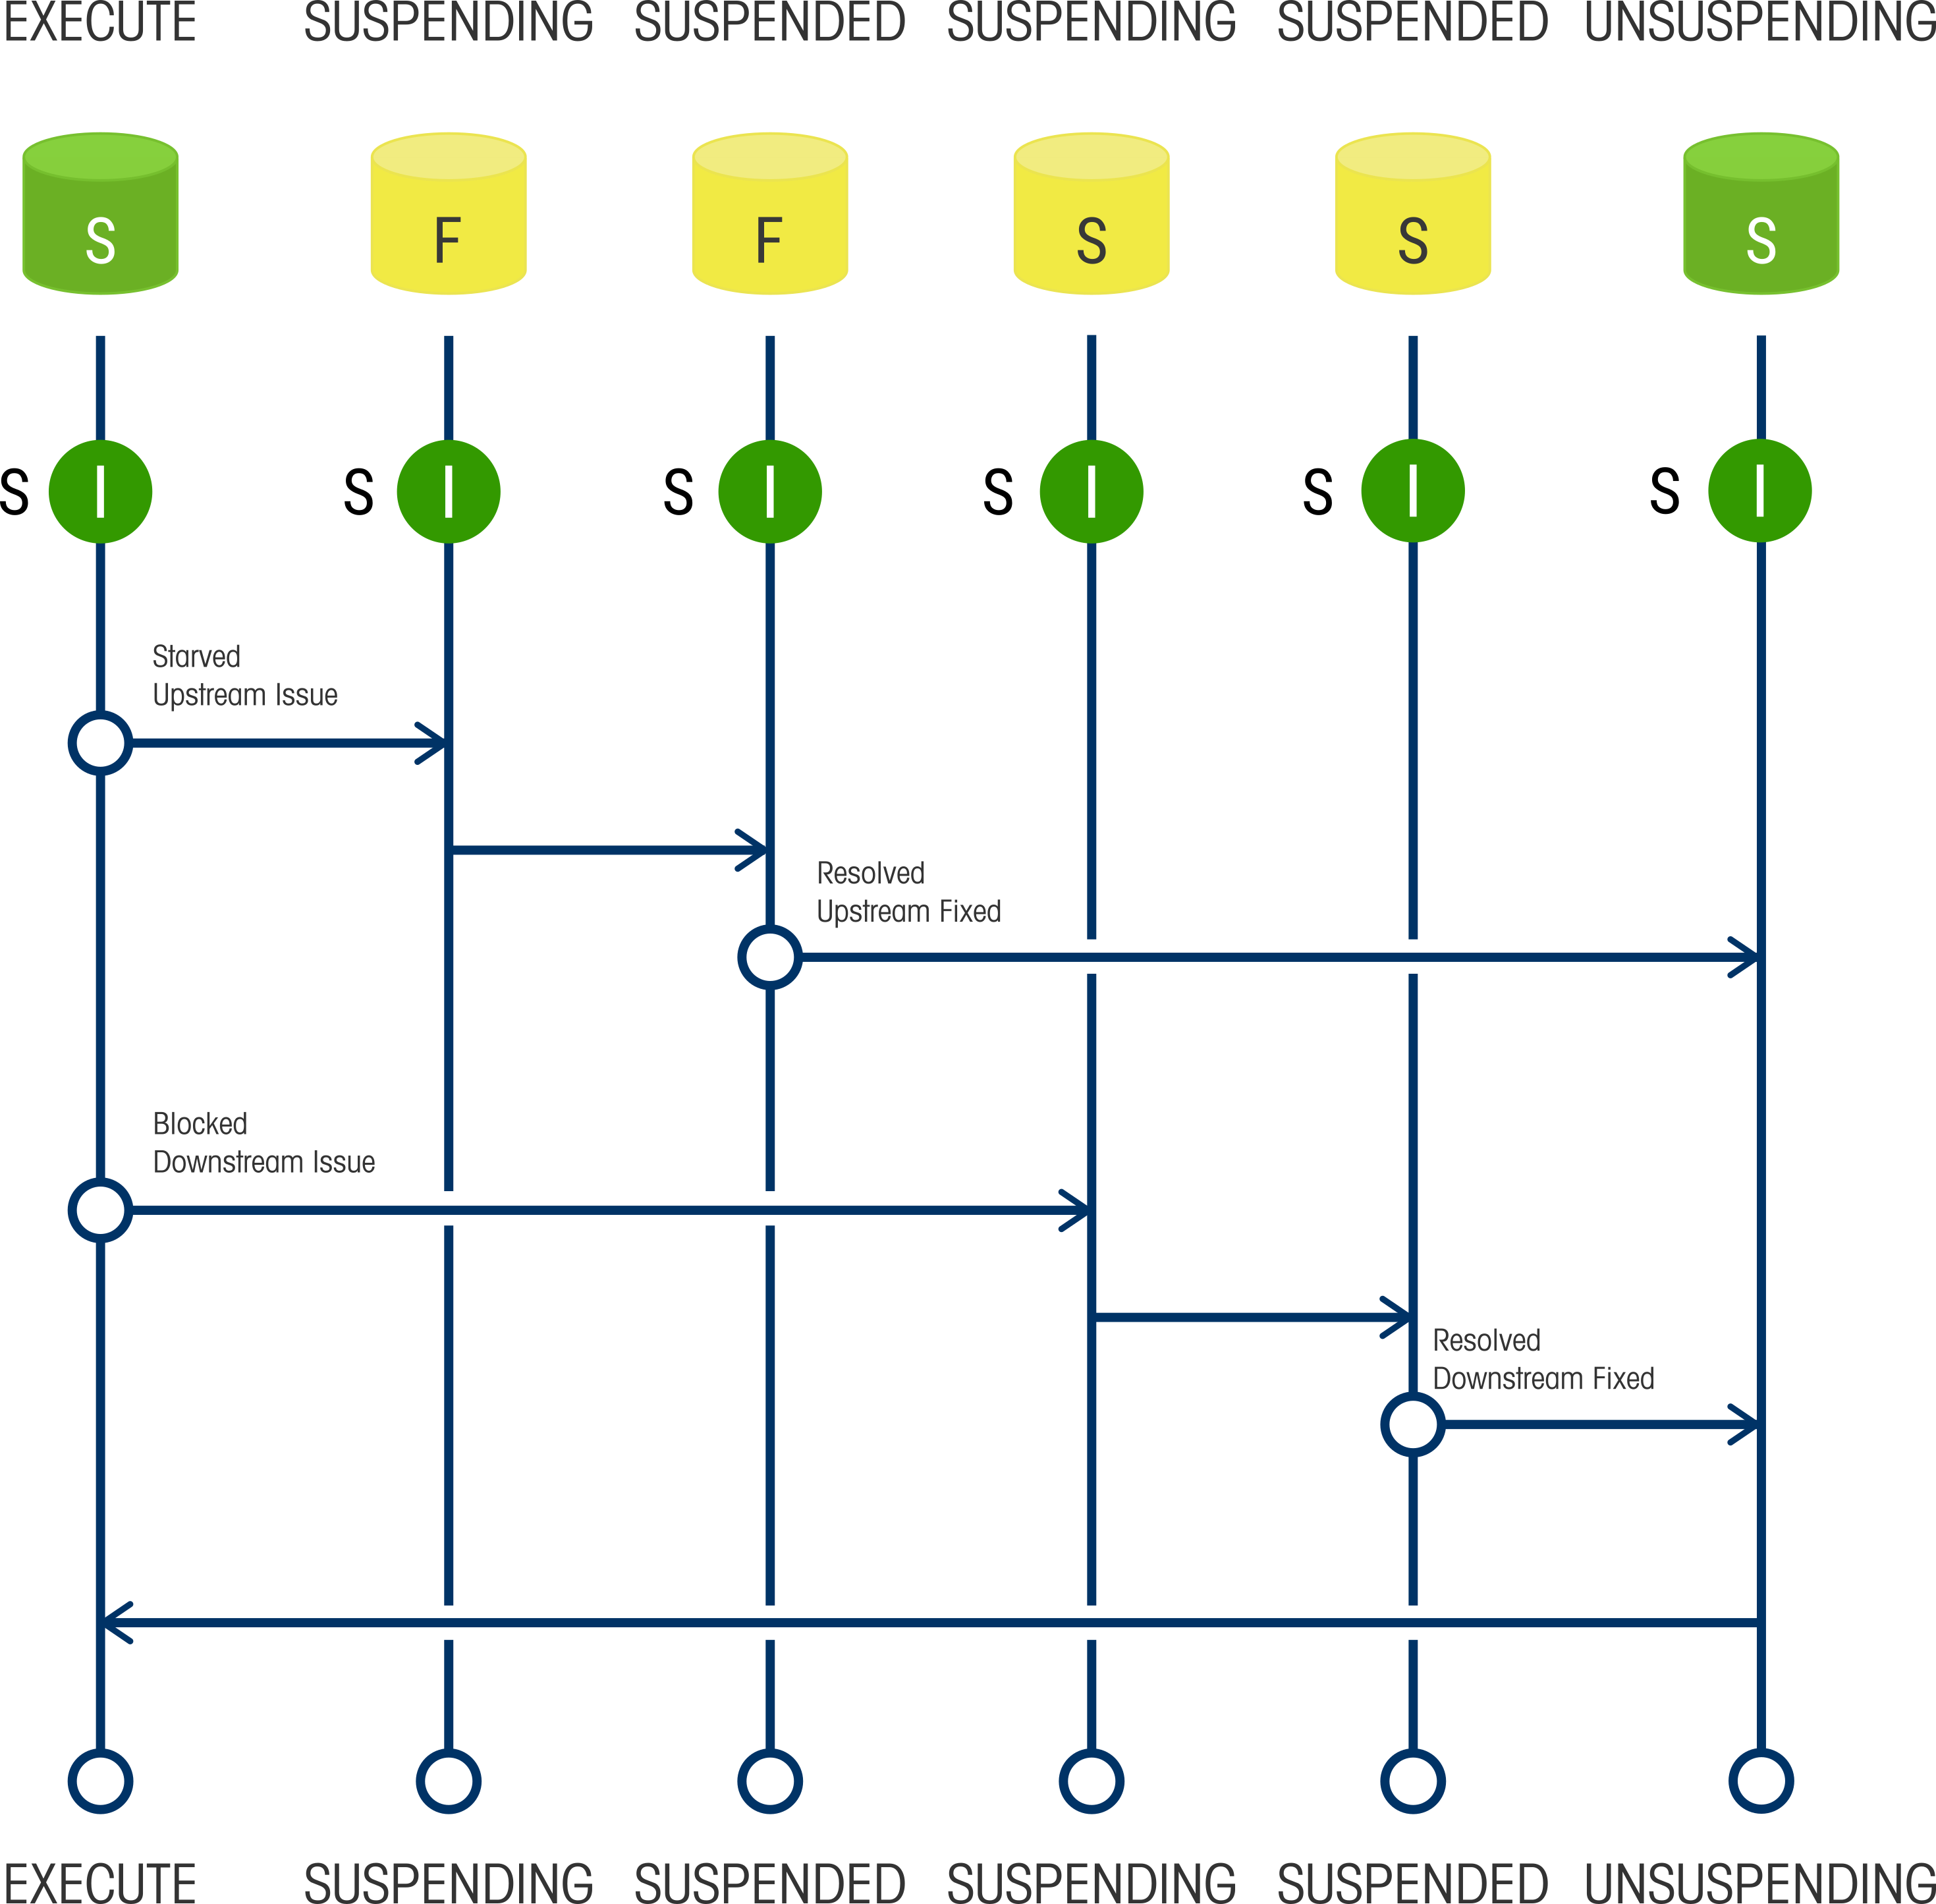 EXECUTE SUSPENDING SUSPENDED SUSPENDING SUSPENDED UNSUSPENDING
S F F S S S
S I S I S I S I S I S I
Starved
Upstream Issue
Resolved
Upstream Fixed
Blocked
Downstream Issue
Resolved
Downstream Fixed
EXECUTE SUSPENDING SUSPENDED SUSPENDING SUSPENDED UNSUSPENDING